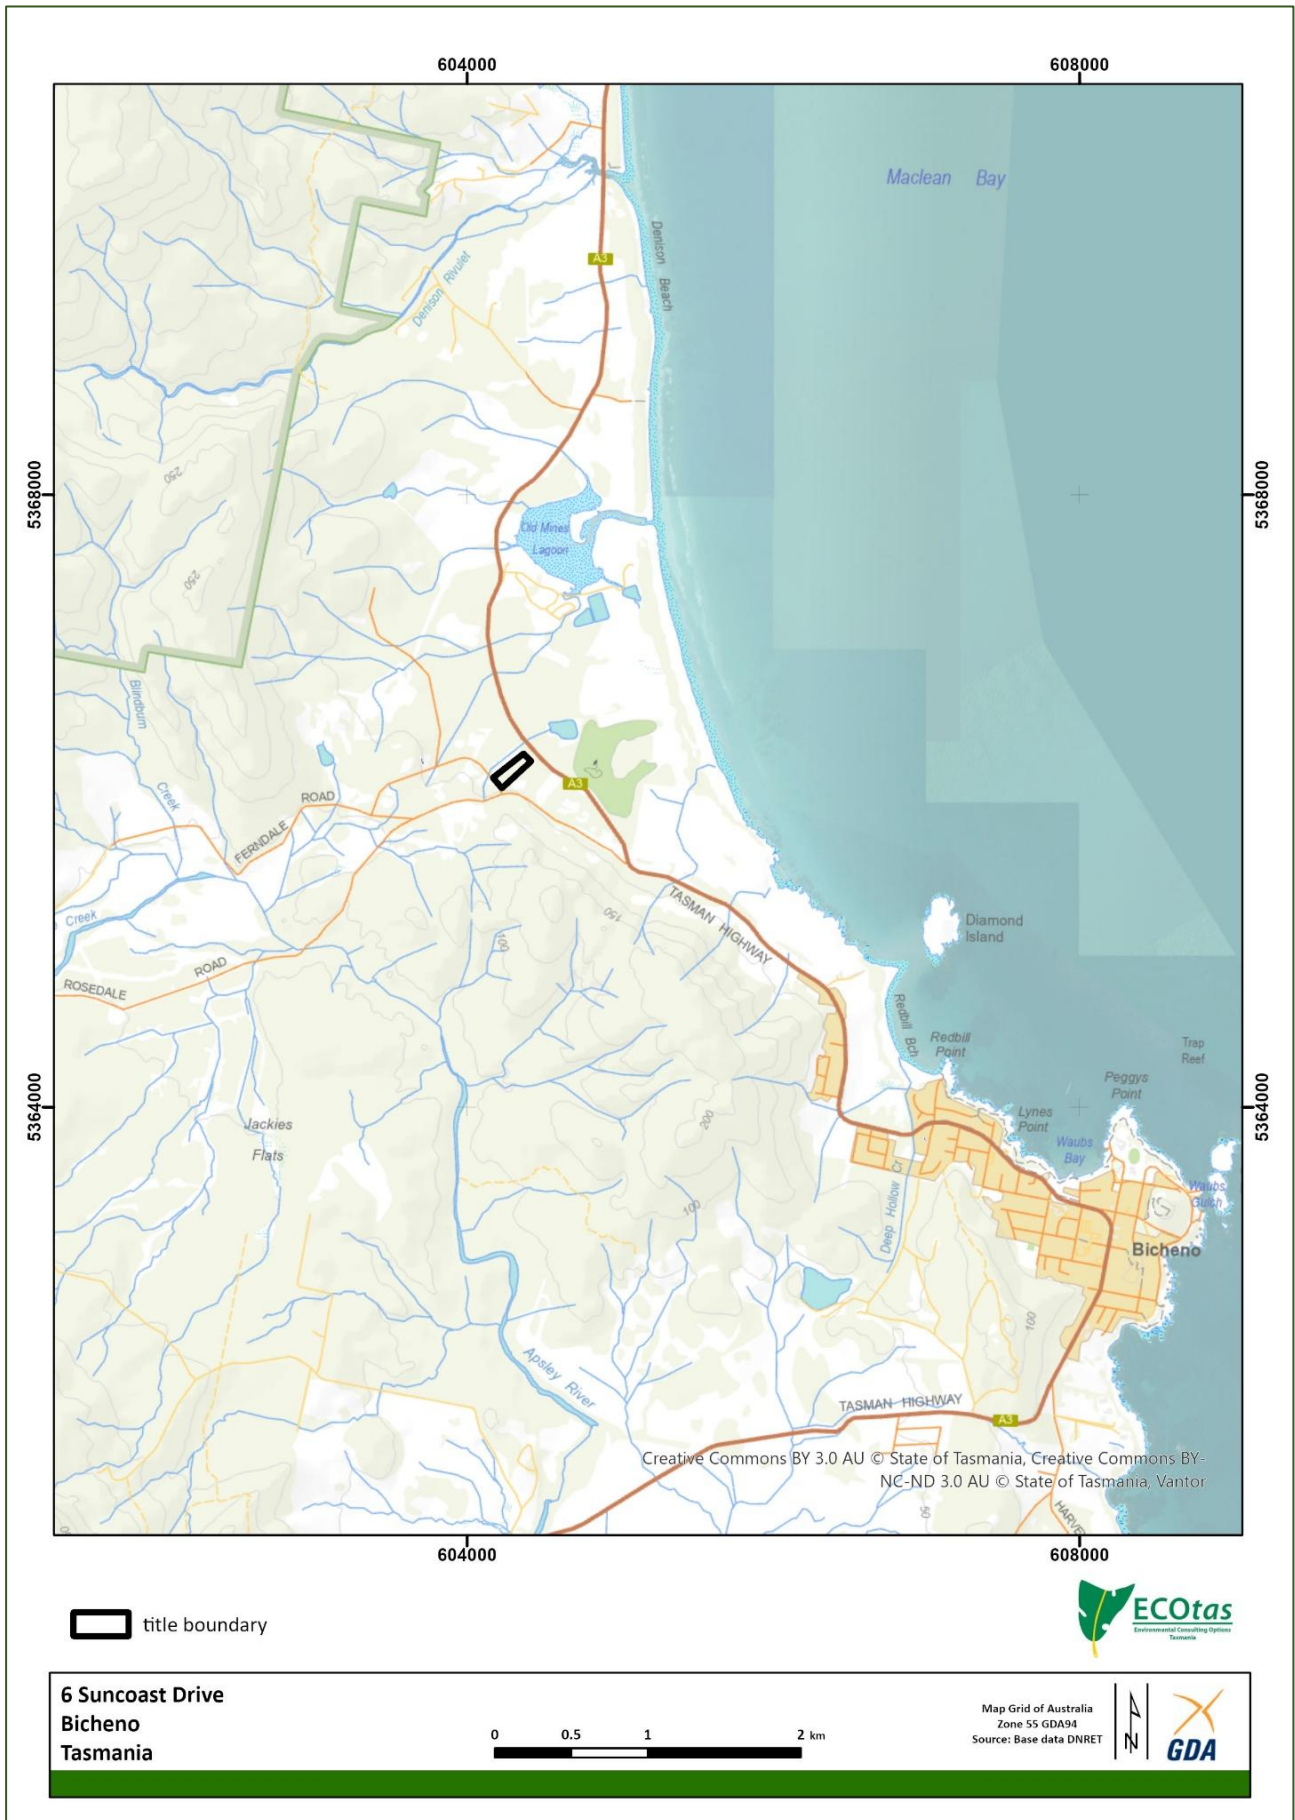 604000
608000
Maclean Bay
Denison Beach
A3
Denison Rivulet
5368000
5368000
250
Old Mines
Lagoon
250
Blindburn
Creek
A3
ROAD
FERNDALE
Creek
TASMAN HIGHWAY
150
100
Diamond
Island
ROAD
ROSEDALE
Redbill Bch
Redbill
Point
Trap
Reef
Peggys
Point
5364000
5364000
Lynes
Point
Jackies
Flats
200
Waubs
Bay
Waubs
Gulch
100
Deep Hollow Cr
Bicheno
100
Apsley River
TASMAN HIGHWAY
A3
Creative Commons BY 3.0 AU © State of Tasmania, Creative Commons BY-
NC-ND 3.0 AU © State of Tasmania, Vantor
50
HARVE
604000
608000
title boundary
ECOtas
Environmental Consulting Options
Tasmania
6 Suncoast Drive
Bicheno
Tasmania
0 0.5 1 2 km
Map Grid of Australia
Zone 55 GDA94
Source: Base data DNRET
N
GDA